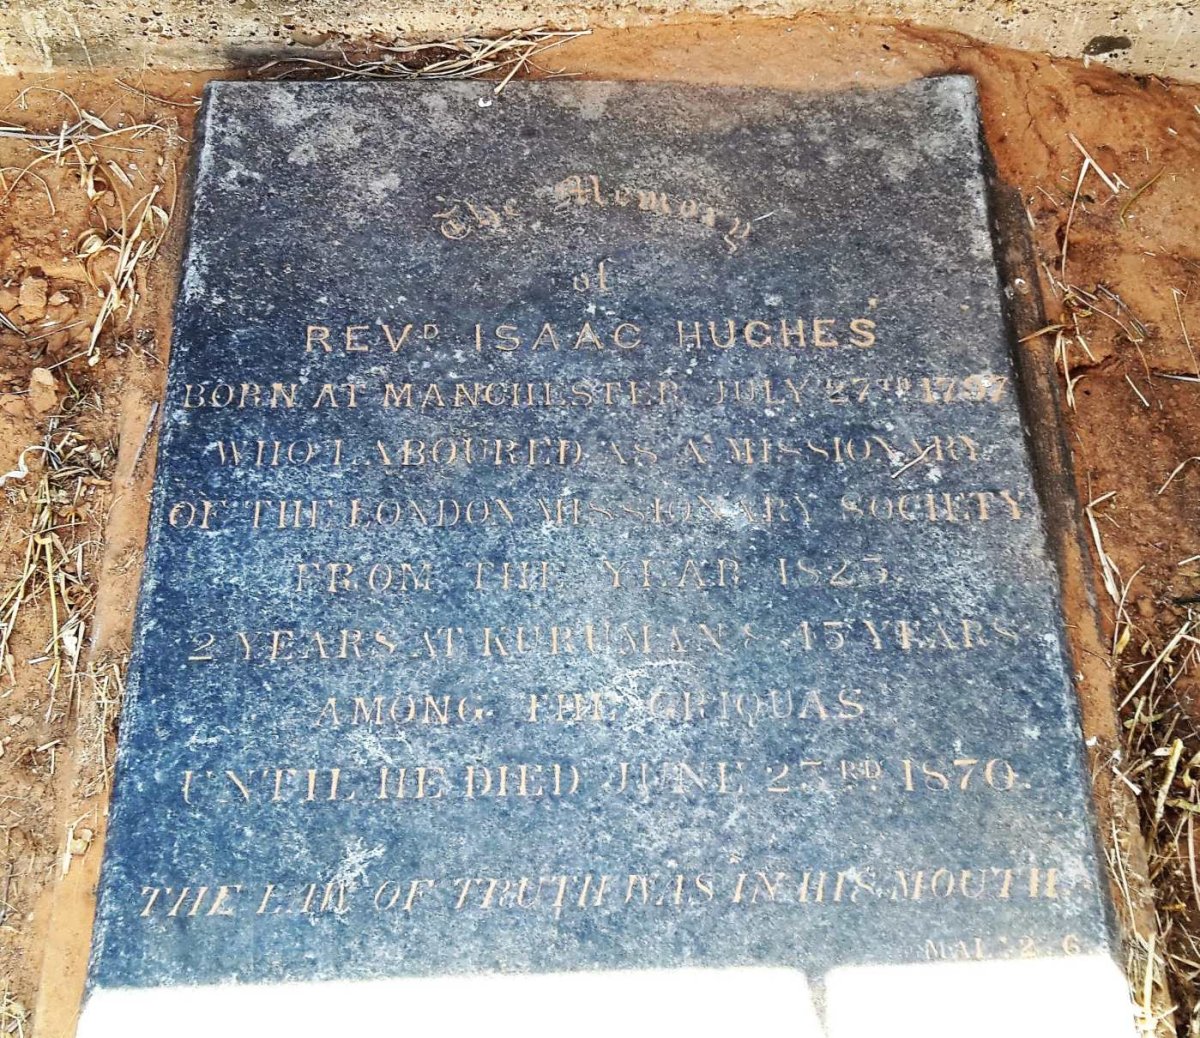 The Memory
of
REVD ISAAC HUGHES
BORN AT MANCHESTER JULY 27TH 1797
WHO LABOURED AS A MISSIONARY
OF THE LONDON MISSIONARY SOCIETY
FROM THE YEAR 1823.
2 YEARS AT KURUMAN & 45 YEARS
AMONG THE GRIQUAS
UNTIL HE DIED JUNE 23RD. 1870.
THE LAW OF TRUTH WAS IN HIS MOUTH
MAL: 2. 6